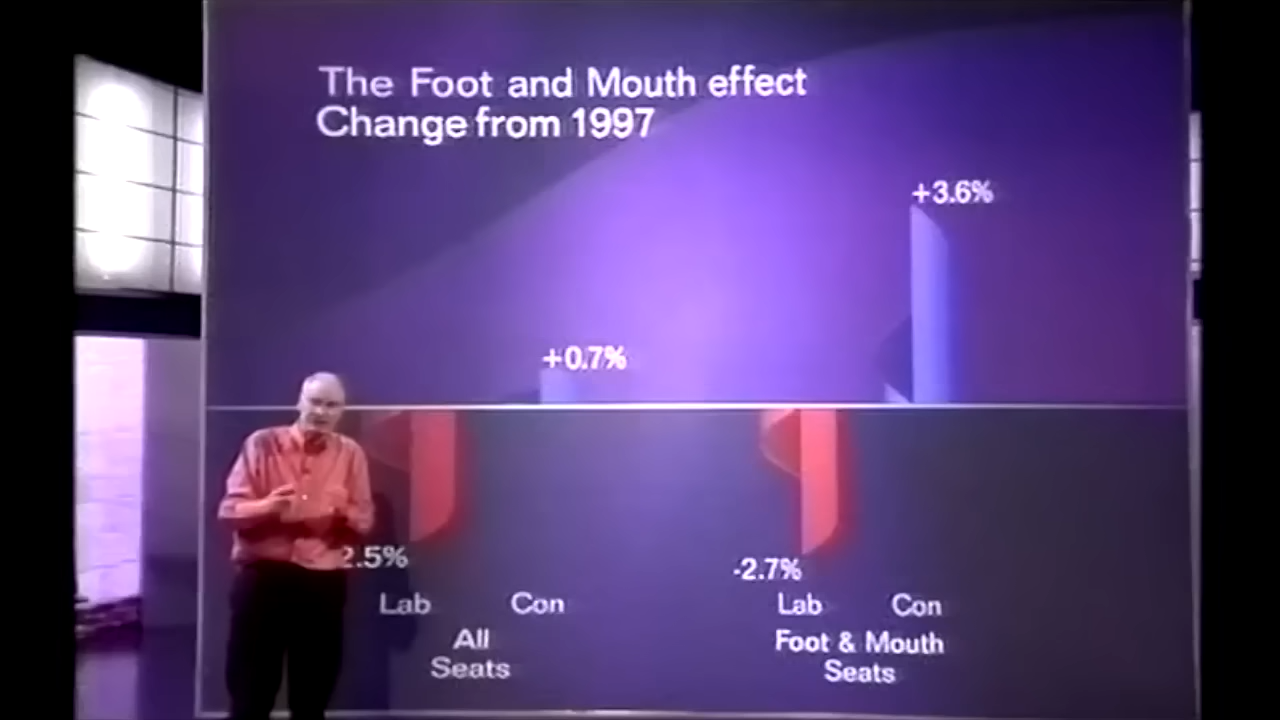 The Foot and Mouth effect
Change from 1997
+3.6%
+0.7%
2.5%
-2.7%
Lab Con
Lab Con
All
Seats
Foot & Mouth
Seats